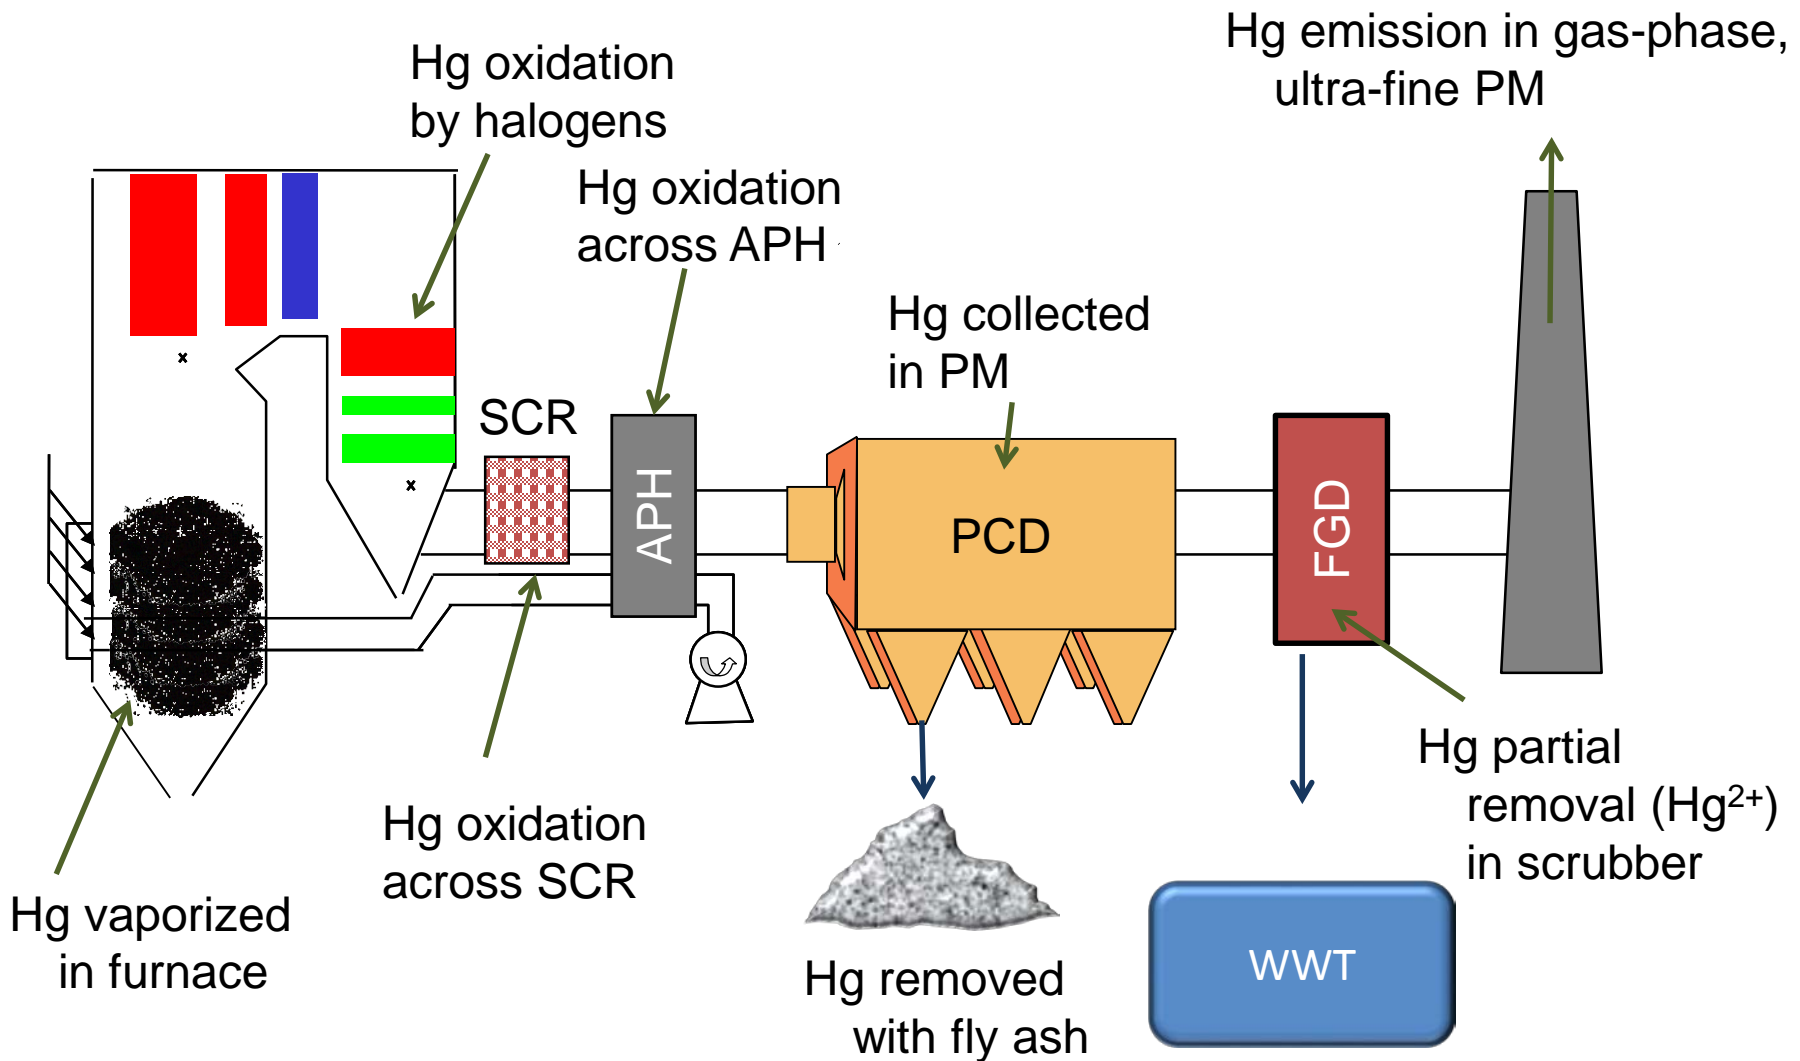 Hg emission in gas-phase,
ultra-fine PM
Hg oxidation
by halogens
Hg oxidation
across APH
Hg collected
in PM
SCR
APH
PCD
FGD
Hg partial
removal (Hg²⁺)
in scrubber
Hg oxidation
across SCR
Hg vaporized
in furnace
Hg removed
with fly ash
WWT